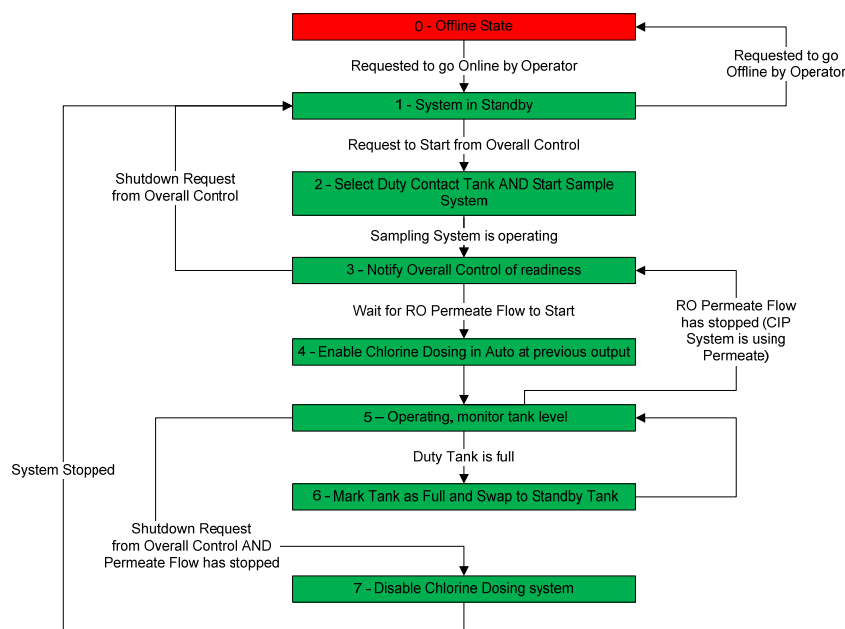 0 - Offline State
Requested to go Online by Operator
Requested to go
Offline by Operator
1 - System in Standby
Request to Start from Overall Control
Shutdown Request
from Overall Control
2 - Select Duty Contact Tank AND Start Sample
System
Sampling System is operating
3 - Notify Overall Control of readiness
Wait for RO Permeate Flow to Start
RO Permeate Flow
has stopped (CIP
System is using
Permeate)
4 - Enable Chlorine Dosing in Auto at previous output
5 – Operating, monitor tank level
Duty Tank is full
System Stopped
6 - Mark Tank as Full and Swap to Standby Tank
Shutdown Request
from Overall Control AND
Permeate Flow has stopped
7 - Disable Chlorine Dosing system